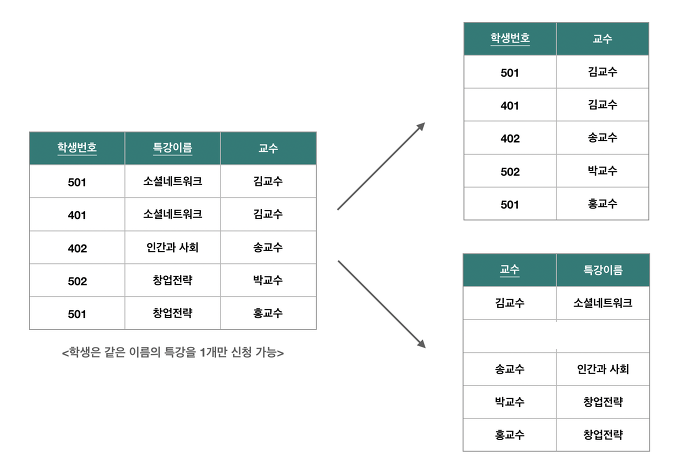 학생번호 특강이름 교수
501 소셜네트워크 김교수
401 소셜네트워크 김교수
402 인간과 사회 송교수
502 창업전략 박교수
501 창업전략 홍교수
<학생은 같은 이름의 특강을 1개만 신청 가능>
학생번호 교수
501 김교수
401 김교수
402 송교수
502 박교수
501 홍교수
교수 특강이름
김교수 소셜네트워크
송교수 인간과 사회
박교수 창업전략
홍교수 창업전략